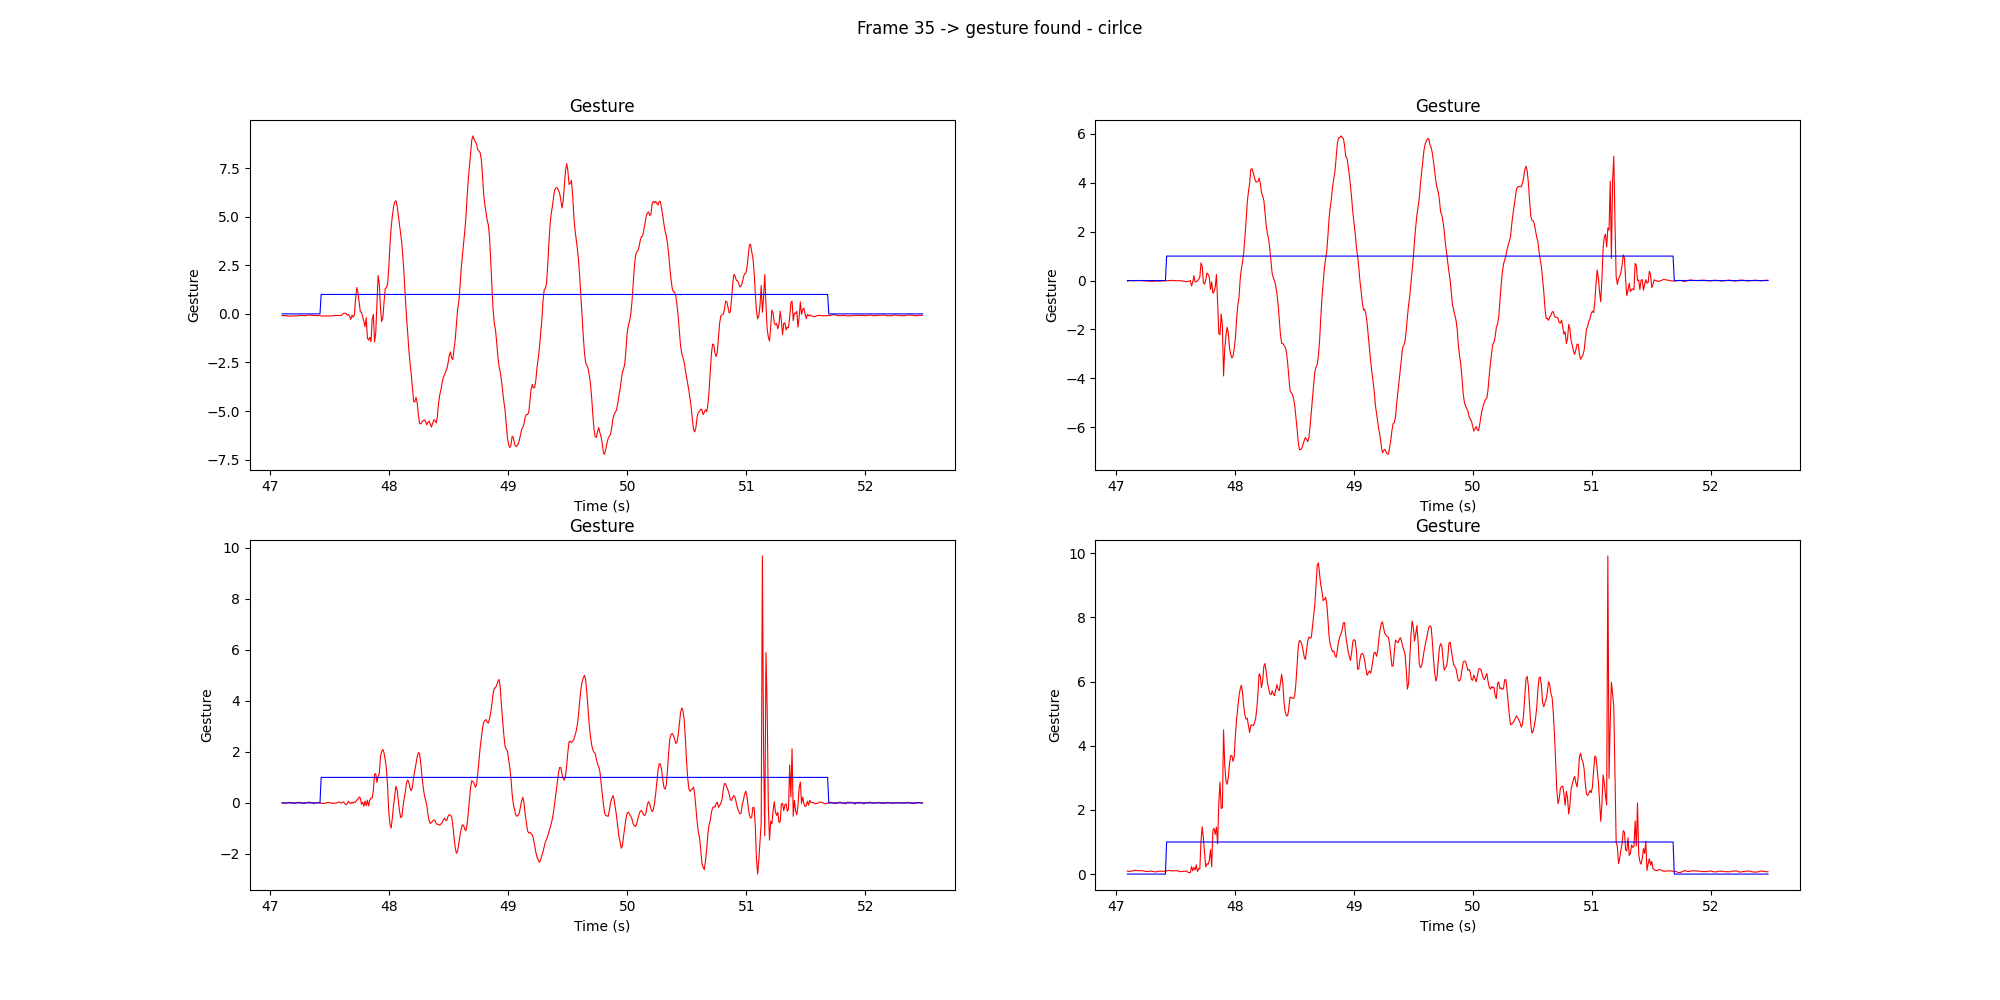 Frame 35 -> gesture found - cirlce
Gesture
Gesture
7.5
5.0
2.5
0.0
−2.5
−5.0
−7.5
47 48 49 50 51 52
Time (s)
Gesture
Gesture
6
4
2
0
−2
−4
−6
47 48 49 50 51 52
Time (s)
Gesture
Gesture
10
8
6
4
2
0
−2
47 48 49 50 51 52
Time (s)
Gesture
Gesture
10
8
6
4
2
0
47 48 49 50 51 52
Time (s)